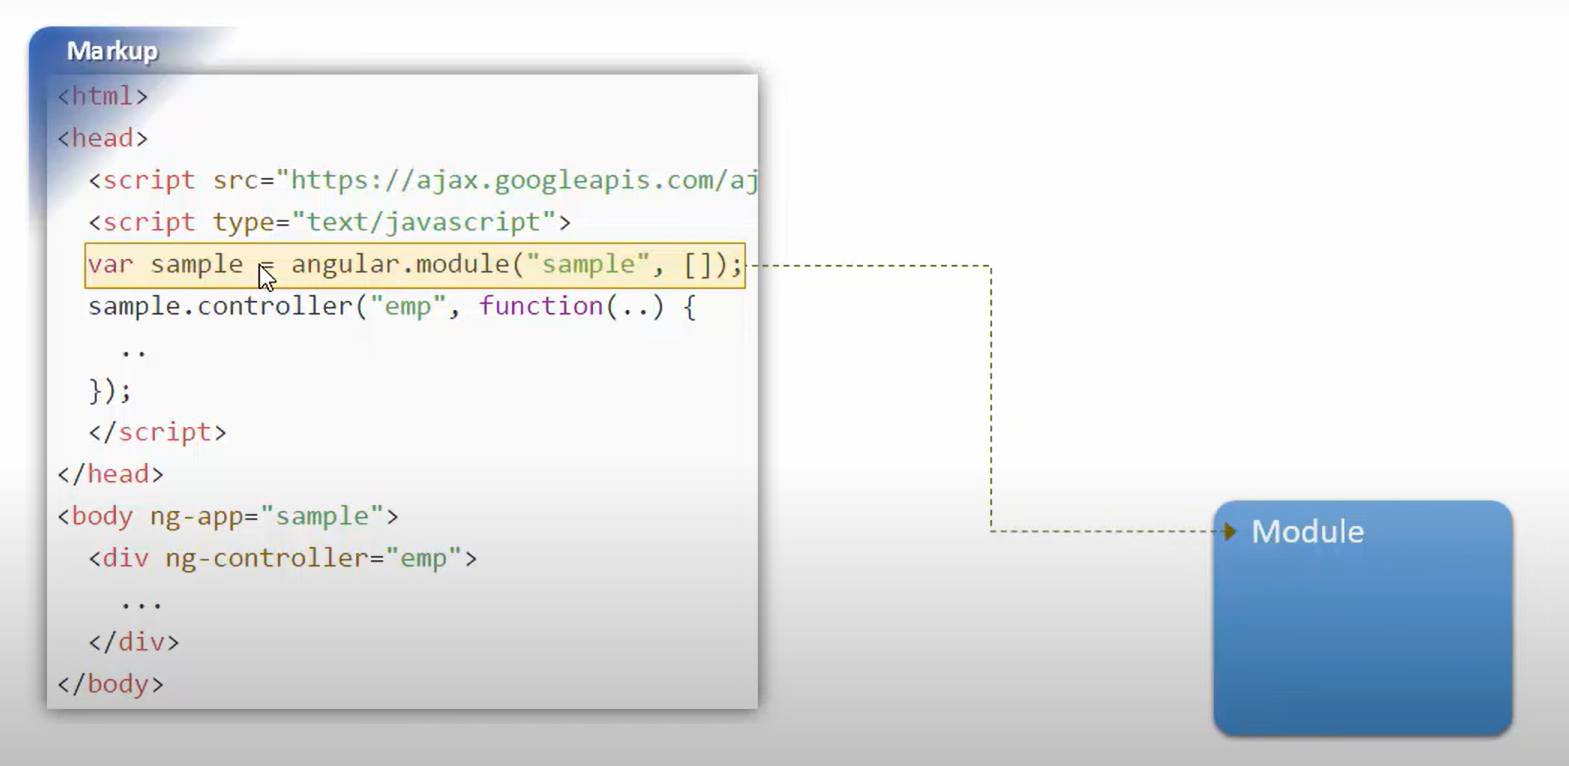 Markup
<html>
<head>
<script src="https://ajax.googleapis.com/aj
<script type="text/javascript">
var sample = angular.module("sample", []);
sample.controller("emp", function(..) {
..
});
</script>
</head>
<body ng-app="sample">
<div ng-controller="emp">
...
</div>
</body>
Module